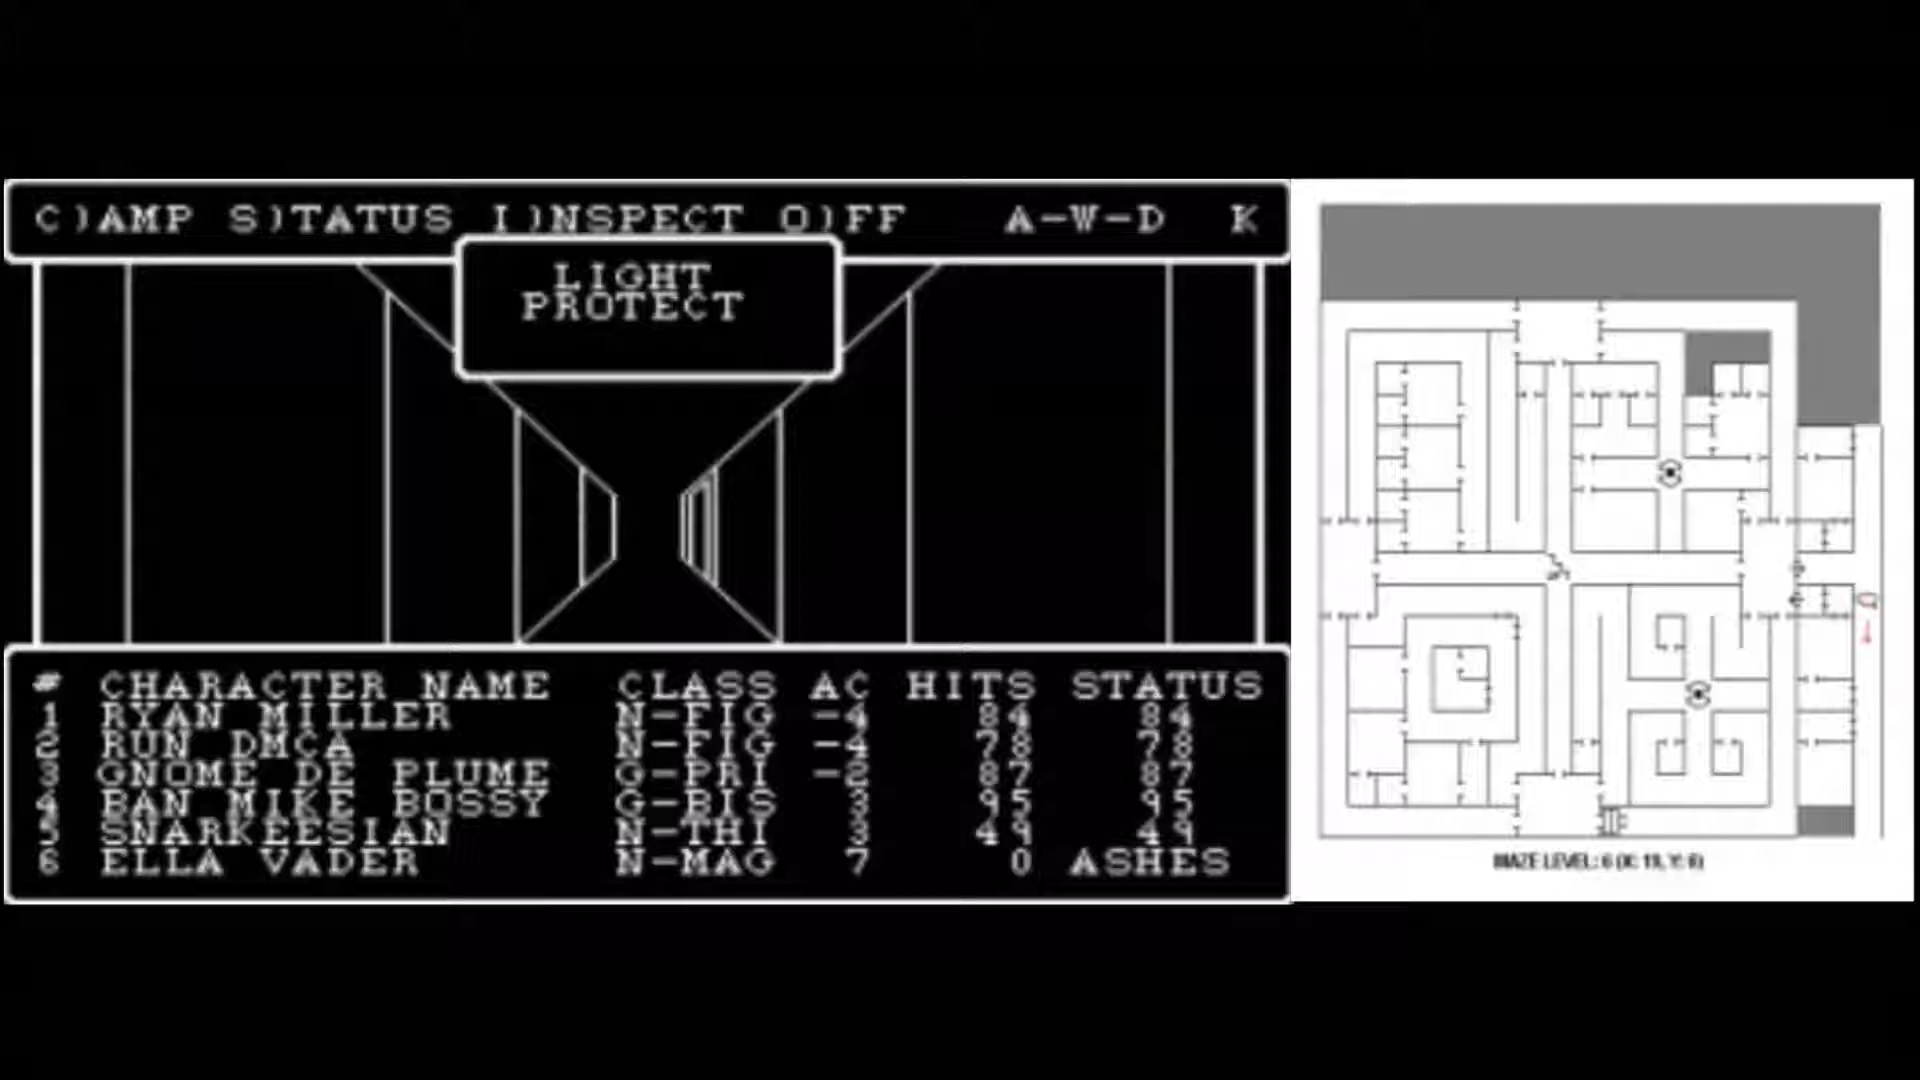 C)AMP S)TATUS I)NSPECT O)FF A-W-D K
LIGHT
PROTECT
# CHARACTER NAME CLASS AC HITS STATUS
1 RYAN MILLER N-FIG -4 84 84
2 RUN DMCA N-FIG -4 78 78
3 GNOME DE PLUME G-PRI -2 87 87
4 BAN MIKE BOSSY G-BIS 3 95 95
5 SNARKEESIAN N-THI 3 49 49
6 ELLA VADER N-MAG 7 0 ASHES
MAZE LEVEL: 6 (X: 19, Y: 8)